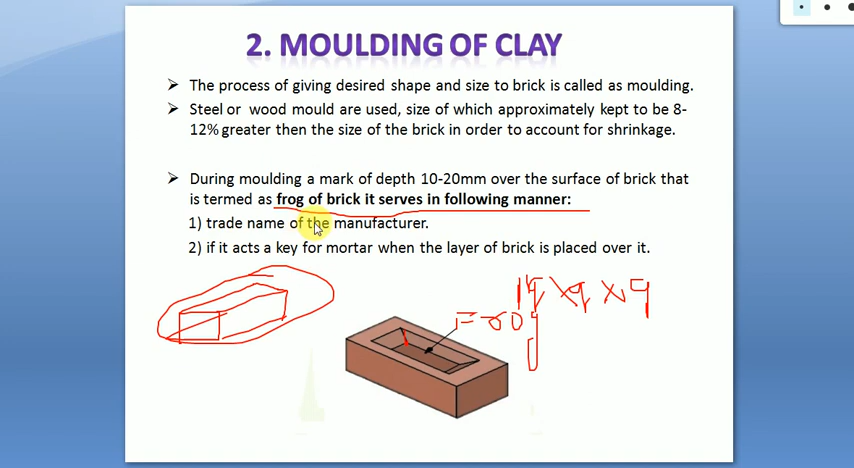 2. MOULDING OF CLAY
➤ The process of giving desired shape and size to brick is called as moulding.
➤ Steel or wood mould are used, size of which approximately kept to be 8-
12% greater then the size of the brick in order to account for shrinkage.
➤ During moulding a mark of depth 10-20mm over the surface of brick that
is termed as frog of brick it serves in following manner:
1) trade name of the manufacturer.
2) if it acts a key for mortar when the layer of brick is placed over it.
19 x 9 x 9
Frog